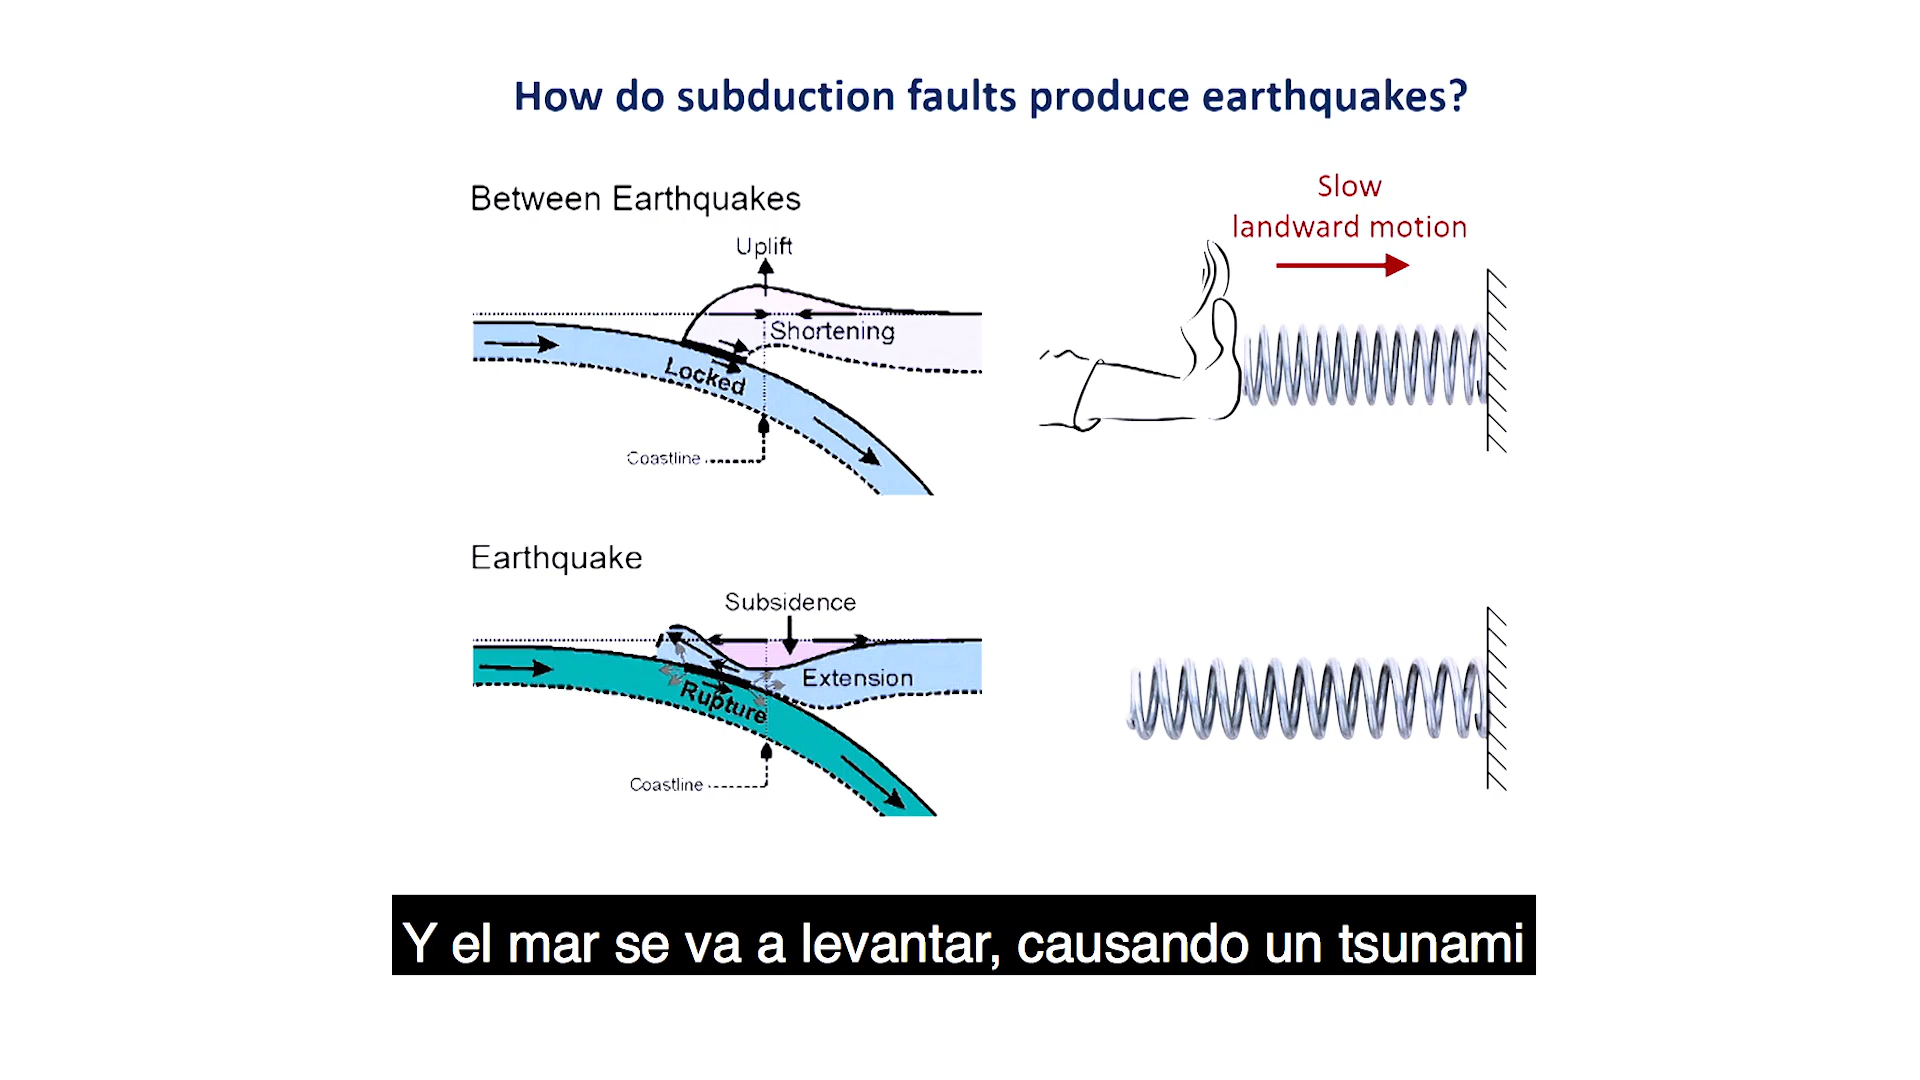 How do subduction faults produce earthquakes?
Between Earthquakes
Uplift
Shortening
Locked
Coastline
Slow
landward motion
Earthquake
Subsidence
Extension
Rupture
Coastline
Y el mar se va a levantar, causando un tsunami